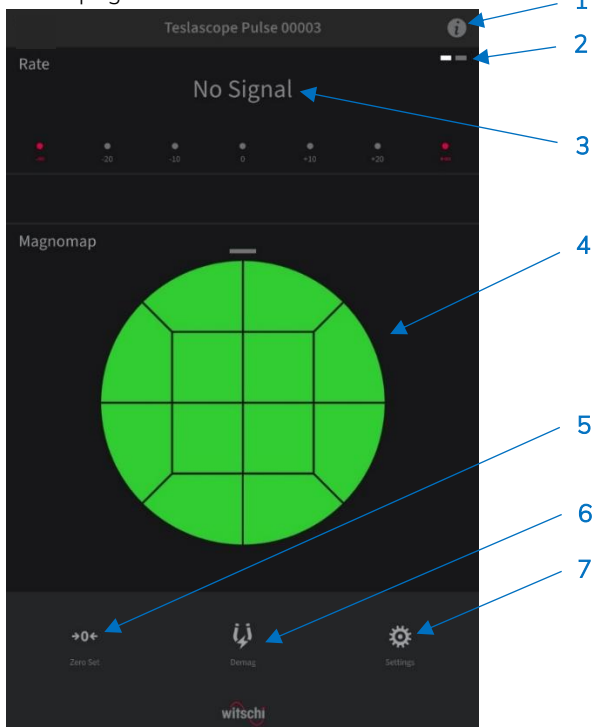 1
Teslascope Pulse 00003
2
Rate
No Signal
3
-20 -10 0 +10 +20
4
Magnomap
5
6
7
→0←
Zero Set Demag Settings
witschi